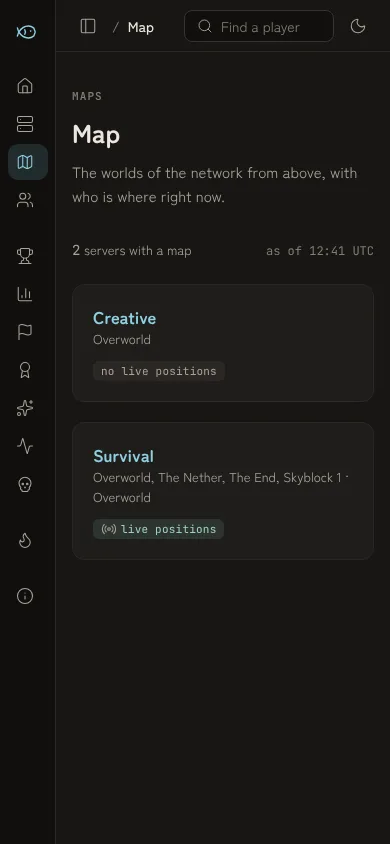 / Map
Find a player
MAPS
Map
The worlds of the network from above, with
who is where right now.
2 servers with a map
as of 12:41 UTC
Creative
Overworld
no live positions
Survival
Overworld, The Nether, The End, Skyblock 1 ·
Overworld
live positions